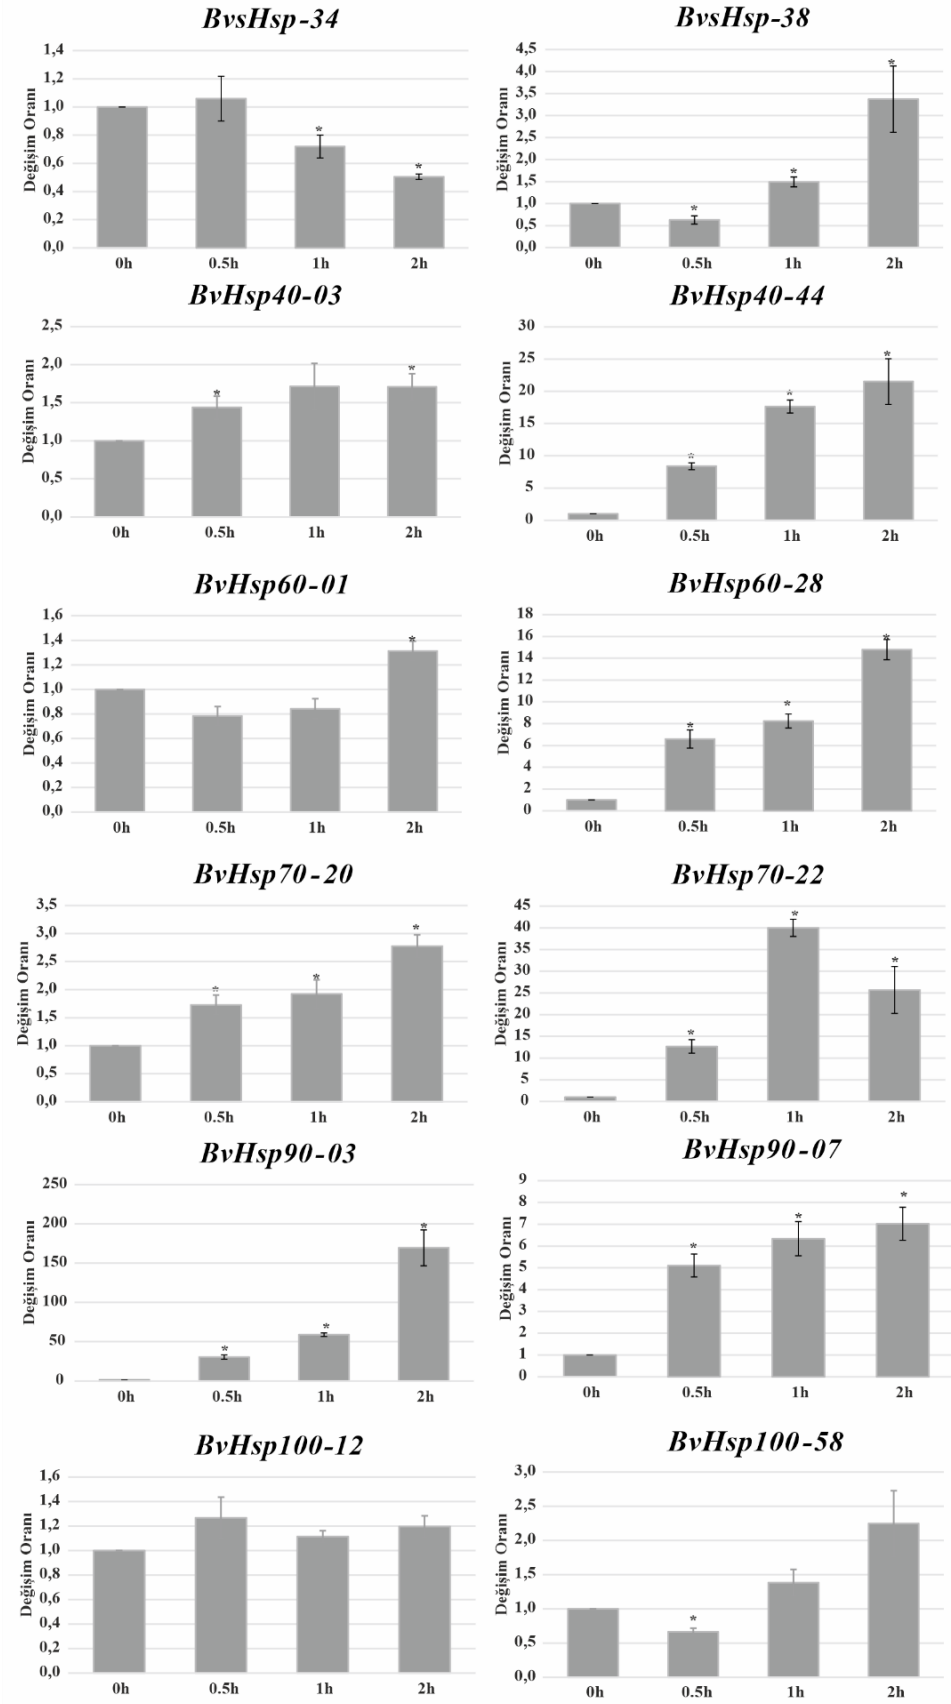 BvsHsp-34
1,4
1,2
1,0
0,8
0,6
0,4
0,2
0,0
Değişim Oranı
* *
0h 0.5h 1h 2h
BvsHsp-38
4,5
4,0
3,5
3,0
2,5
2,0
1,5
1,0
0,5
0,0
Değişim Oranı
* * *
0h 0.5h 1h 2h
BvHsp40-03
2,5
2,0
1,5
1,0
0,5
0,0
Değişim Oranı
* *
0h 0.5h 1h 2h
BvHsp40-44
30
25
20
15
10
5
0
Değişim Oranı
* * *
0h 0.5h 1h 2h
BvHsp60-01
1,6
1,4
1,2
1,0
0,8
0,6
0,4
0,2
0,0
Değişim Oranı
*
0h 0.5h 1h 2h
BvHsp60-28
18
16
14
12
10
8
6
4
2
0
Değişim Oranı
* * *
0h 0.5h 1h 2h
BvHsp70-20
3,5
3,0
2,5
2,0
1,5
1,0
0,5
0,0
Değişim Oranı
* * *
0h 0.5h 1h 2h
BvHsp70-22
45
40
35
30
25
20
15
10
5
0
Değişim Oranı
* * *
0h 0.5h 1h 2h
BvHsp90-03
250
200
150
100
50
0
Değişim Oranı
* * *
0h 0.5h 1h 2h
BvHsp90-07
9
8
7
6
5
4
3
2
1
0
Değişim Oranı
* * *
0h 0.5h 1h 2h
BvHsp100-12
1,6
1,4
1,2
1,0
0,8
0,6
0,4
0,2
0,0
Değişim Oranı
0h 0.5h 1h 2h
BvHsp100-58
3,0
2,5
2,0
1,5
1,0
0,5
0,0
Değişim Oranı
*
0h 0.5h 1h 2h